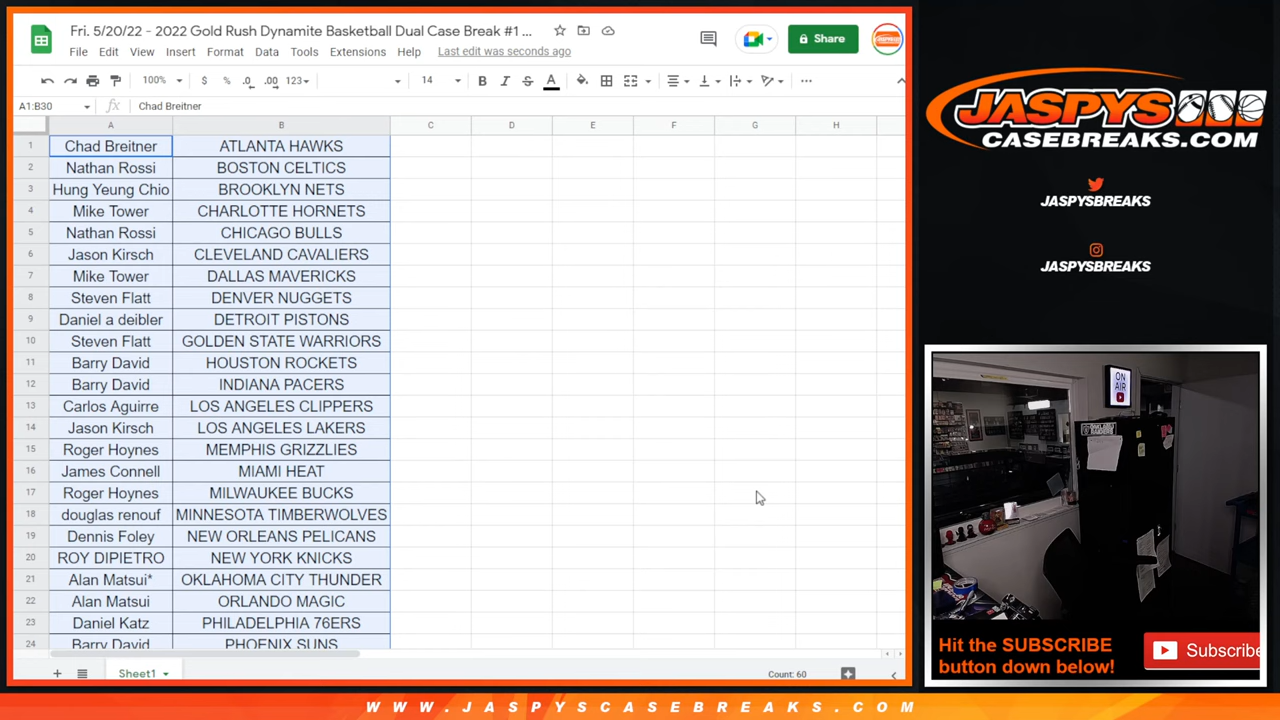 Fri. 5/20/22 - 2022 Gold Rush Dynamite Basketball Dual Case Break #1 ...
File Edit View Insert Format Data Tools Extensions Help Last edit was seconds ago
Share
100% $ % .0 .00 123 14 B I S A
A1:B30 fx Chad Breitner
A B C D E F G H
1 Chad Breitner ATLANTA HAWKS
2 Nathan Rossi BOSTON CELTICS
3 Hung Yeung Chio BROOKLYN NETS
4 Mike Tower CHARLOTTE HORNETS
5 Nathan Rossi CHICAGO BULLS
6 Jason Kirsch CLEVELAND CAVALIERS
7 Mike Tower DALLAS MAVERICKS
8 Steven Flatt DENVER NUGGETS
9 Daniel a deibler DETROIT PISTONS
10 Steven Flatt GOLDEN STATE WARRIORS
11 Barry David HOUSTON ROCKETS
12 Barry David INDIANA PACERS
13 Carlos Aguirre LOS ANGELES CLIPPERS
14 Jason Kirsch LOS ANGELES LAKERS
15 Roger Hoynes MEMPHIS GRIZZLIES
16 James Connell MIAMI HEAT
17 Roger Hoynes MILWAUKEE BUCKS
18 douglas renouf MINNESOTA TIMBERWOLVES
19 Dennis Foley NEW ORLEANS PELICANS
20 ROY DIPIETRO NEW YORK KNICKS
21 Alan Matsui* OKLAHOMA CITY THUNDER
22 Alan Matsui ORLANDO MAGIC
23 Daniel Katz PHILADELPHIA 76ERS
24 Barry David PHOENIX SUNS
Sheet1
Count: 60
JASPYS
CASEBREAKS.COM
JASPYSBREAKS
JASPYSBREAKS
ON
AIR
Hit the SUBSCRIBE
button down below!
Subscribe
WWW.JASPYSCASEBREAKS.COM